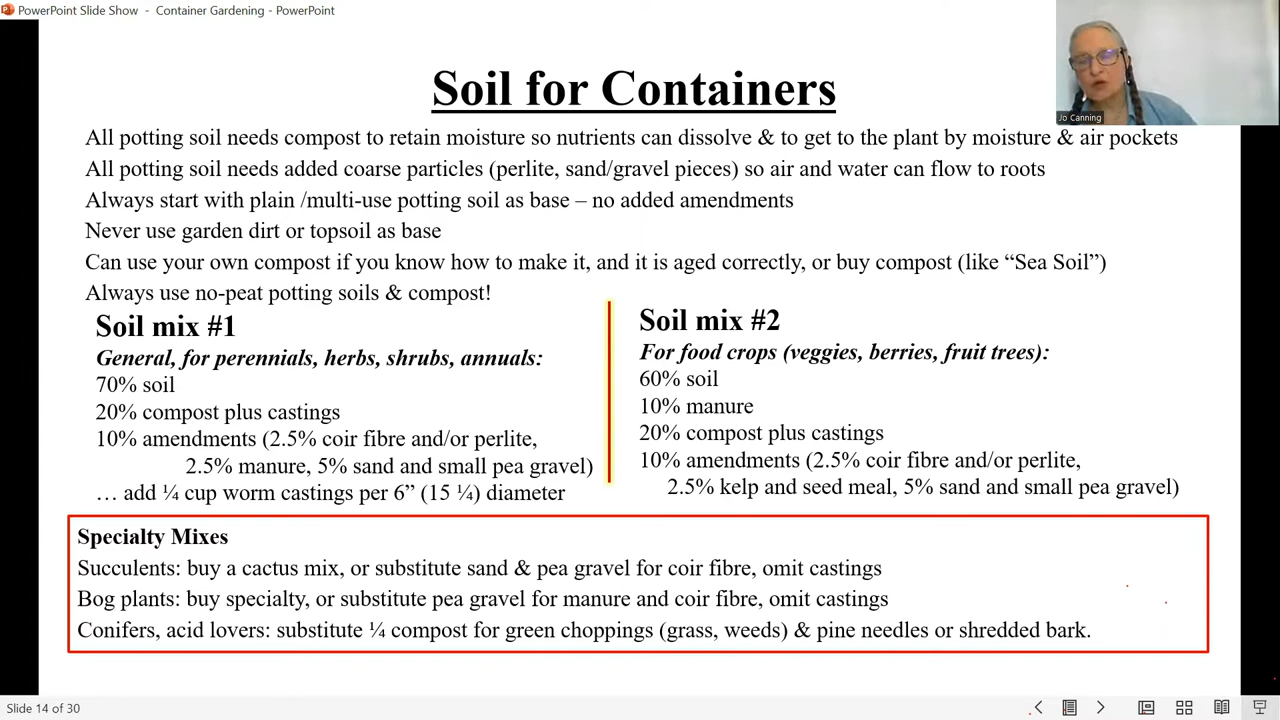 PowerPoint Slide Show - Container Gardening - PowerPoint
Jo Canning
Soil for Containers
All potting soil needs compost to retain moisture so nutrients can dissolve & to get to the plant by moisture & air pockets
All potting soil needs added coarse particles (perlite, sand/gravel pieces) so air and water can flow to roots
Always start with plain /multi-use potting soil as base – no added amendments
Never use garden dirt or topsoil as base
Can use your own compost if you know how to make it, and it is aged correctly, or buy compost (like “Sea Soil”)
Always use no-peat potting soils & compost!
Soil mix #1
General, for perennials, herbs, shrubs, annuals:
70% soil
20% compost plus castings
10% amendments (2.5% coir fibre and/or perlite,
2.5% manure, 5% sand and small pea gravel)
… add ¼ cup worm castings per 6” (15 ¼) diameter
Soil mix #2
For food crops (veggies, berries, fruit trees):
60% soil
10% manure
20% compost plus castings
10% amendments (2.5% coir fibre and/or perlite,
2.5% kelp and seed meal, 5% sand and small pea gravel)
Specialty Mixes
Succulents: buy a cactus mix, or substitute sand & pea gravel for coir fibre, omit castings
Bog plants: buy specialty, or substitute pea gravel for manure and coir fibre, omit castings
Conifers, acid lovers: substitute ¼ compost for green choppings (grass, weeds) & pine needles or shredded bark.
Slide 14 of 30